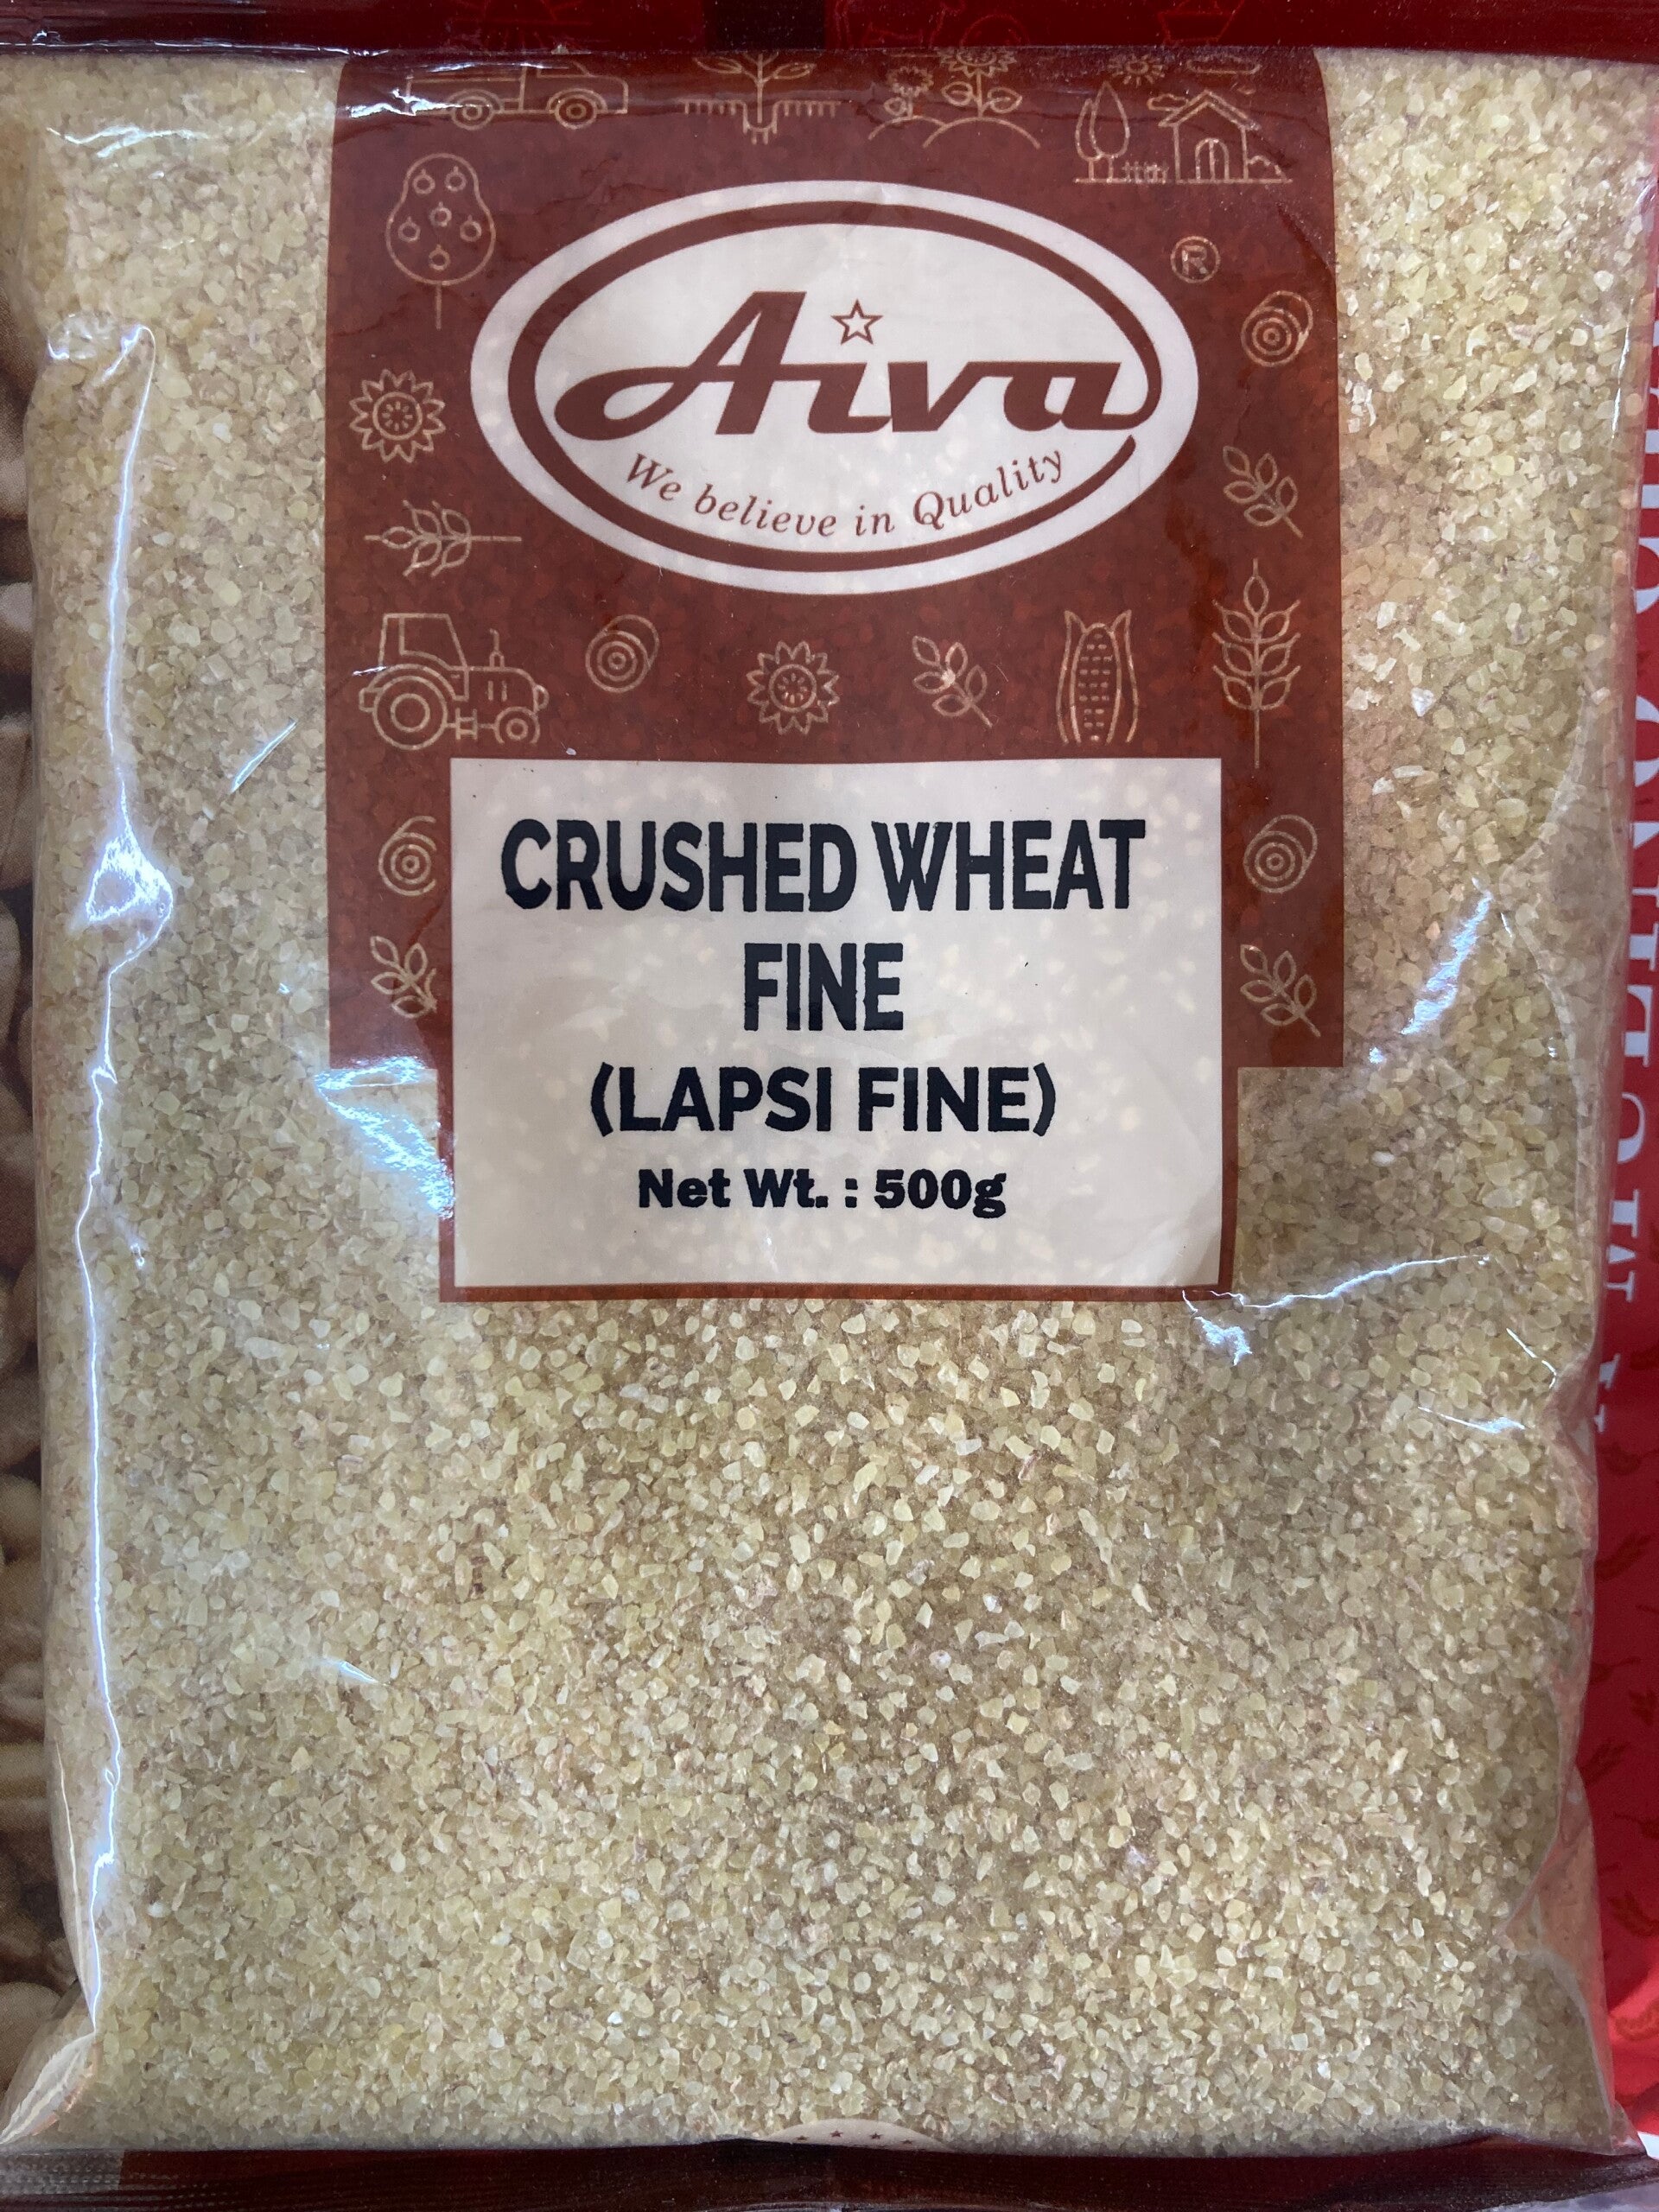 Aiva
®
We believe in Quality
CRUSHED WHEAT
FINE
(LAPSI FINE)
Net Wt. : 500g